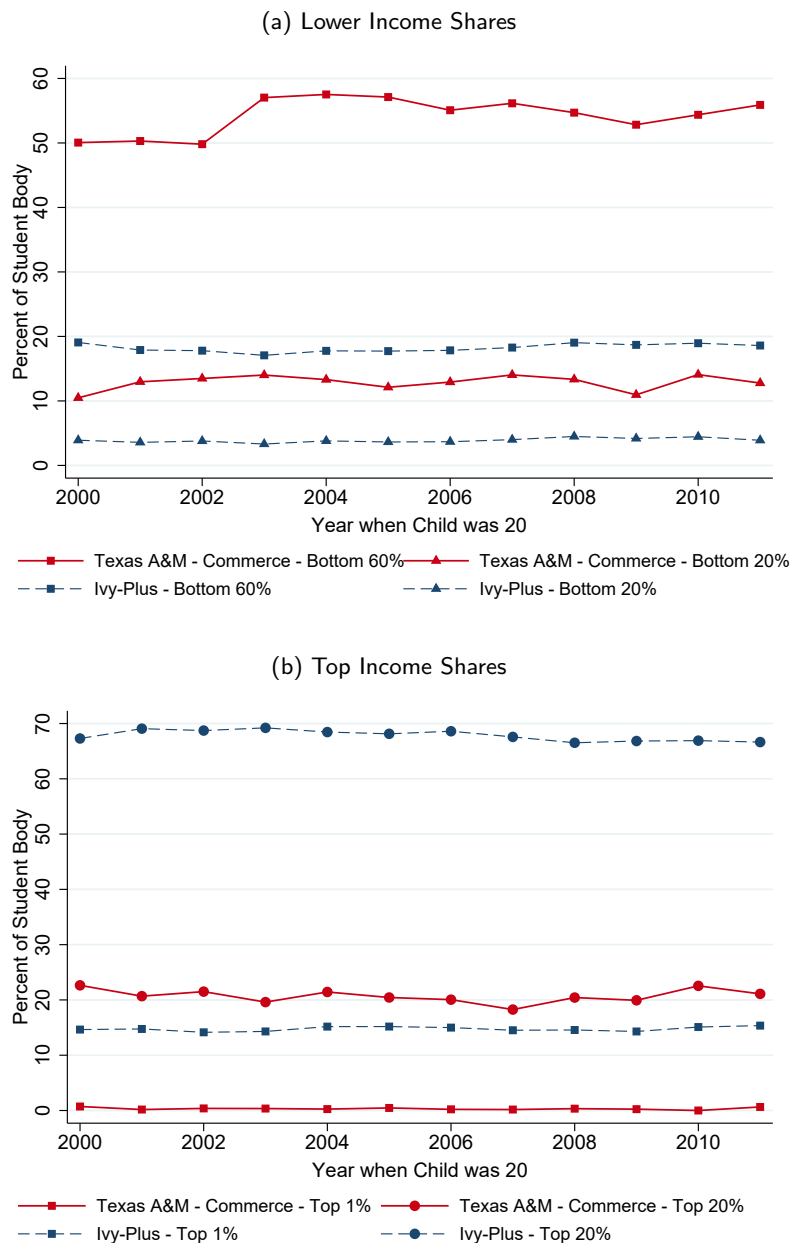 (a) Lower Income Shares
Percent of Student Body
60
50
40
30
20
10
0
2000 2002 2004 2006 2008 2010
Year when Child was 20
Texas A&M - Commerce - Bottom 60% Texas A&M - Commerce - Bottom 20%
Ivy-Plus - Bottom 60% Ivy-Plus - Bottom 20%
(b) Top Income Shares
Percent of Student Body
70
60
50
40
30
20
10
0
2000 2002 2004 2006 2008 2010
Year when Child was 20
Texas A&M - Commerce - Top 1% Texas A&M - Commerce - Top 20%
Ivy-Plus - Top 1% Ivy-Plus - Top 20%